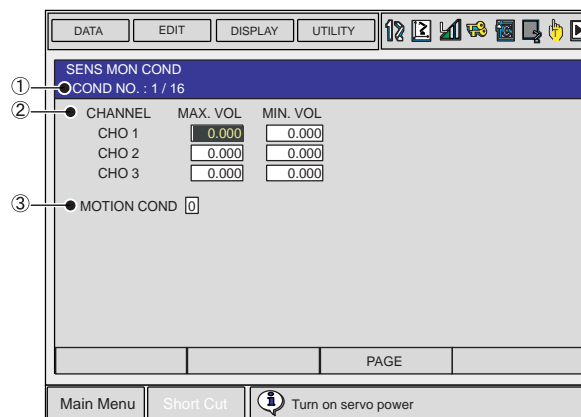 DATA EDIT DISPLAY UTILITY
SENS MON COND
① COND NO. : 1 / 16
② CHANNEL MAX. VOL MIN. VOL
CHO 1 0.000 0.000
CHO 2 0.000 0.000
CHO 3 0.000 0.000
③ MOTION COND 0
PAGE
Main Menu Short Cut Turn on servo power